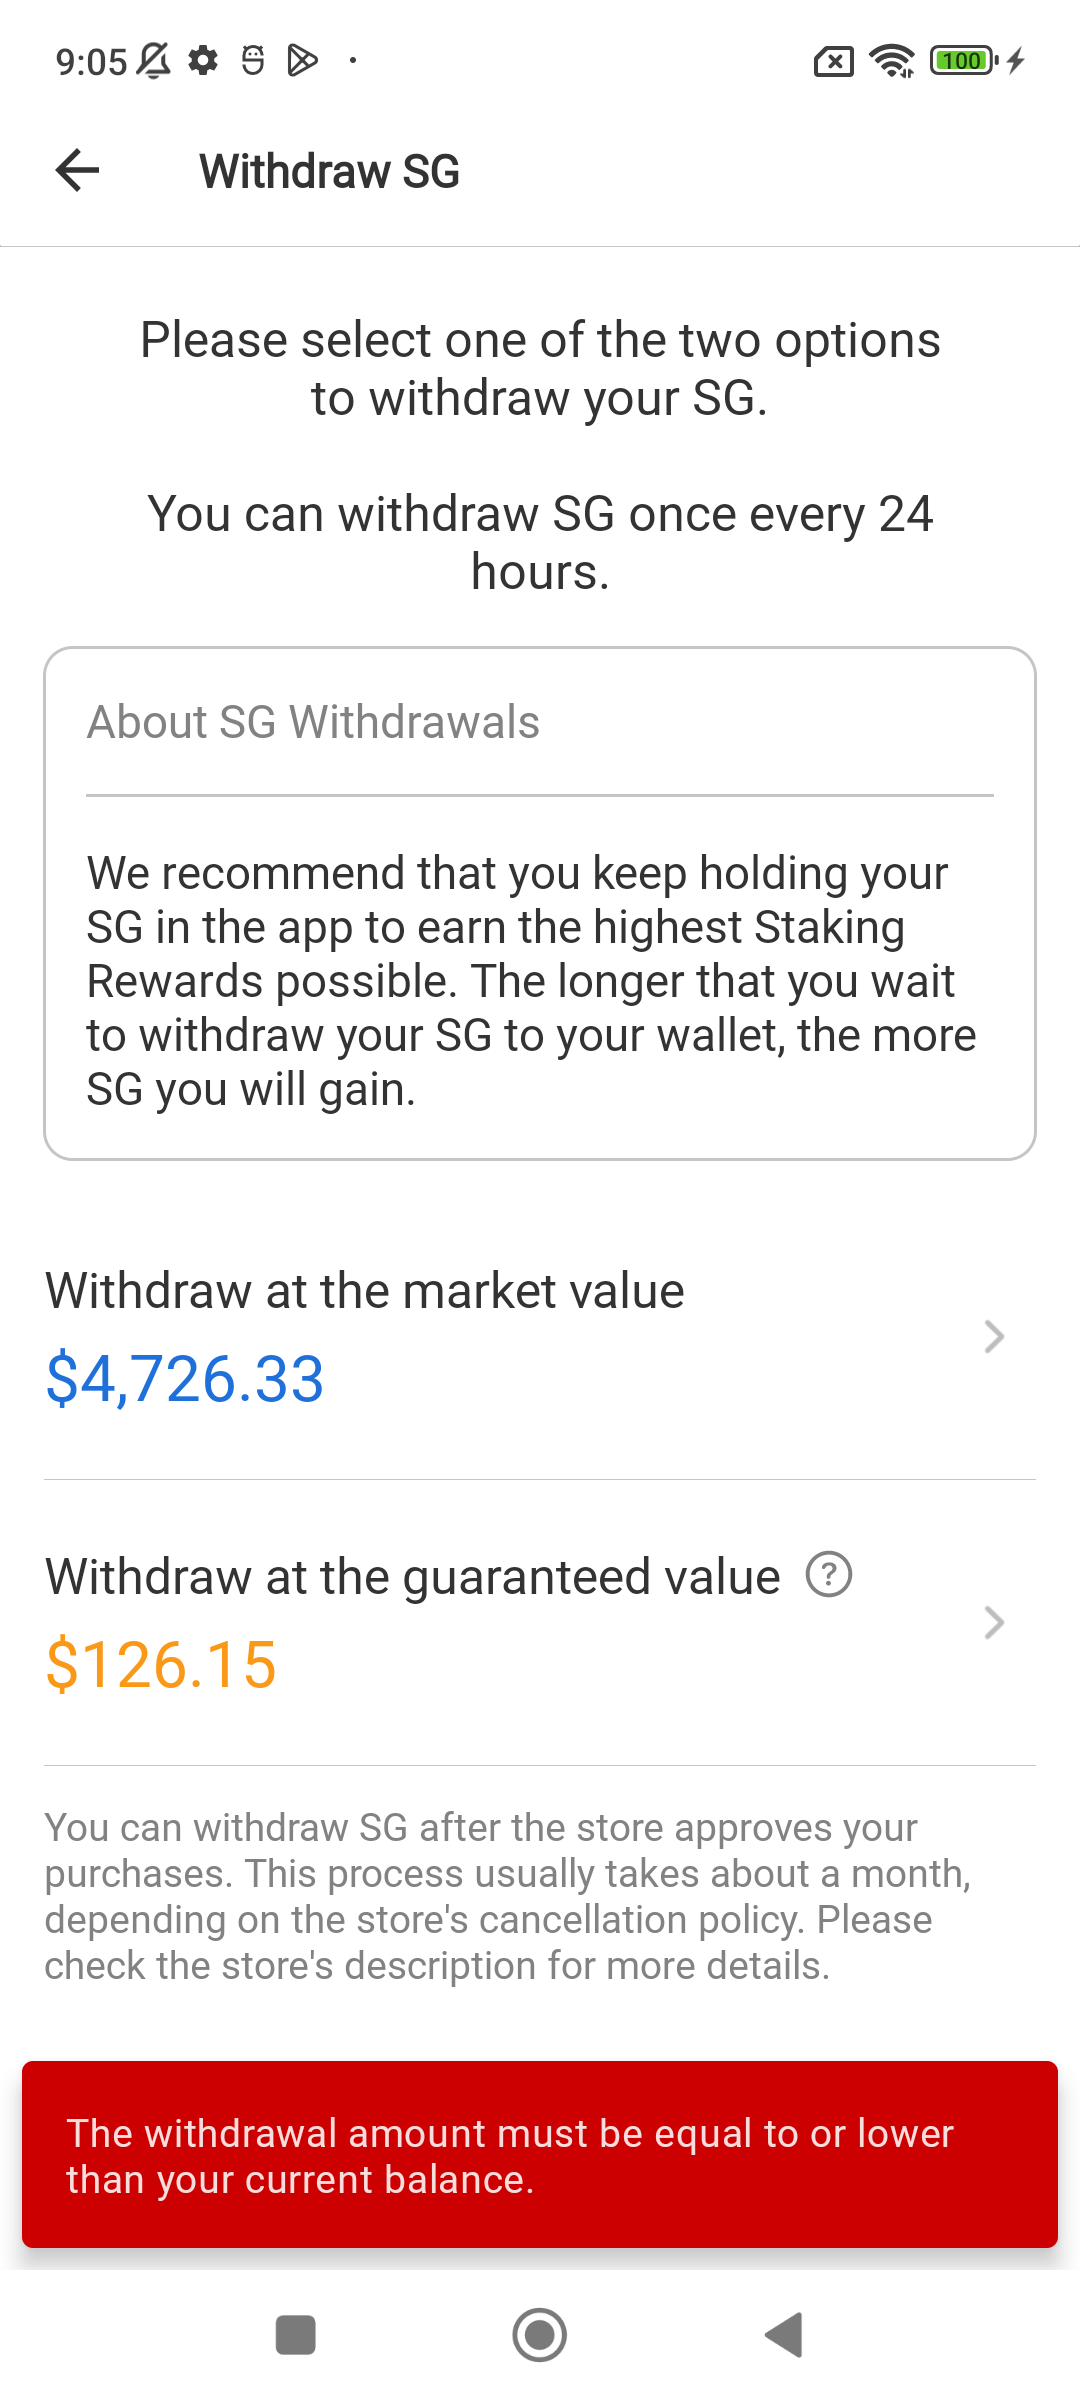 9:05
100
Withdraw SG
Please select one of the two options
to withdraw your SG.
You can withdraw SG once every 24
hours.
About SG Withdrawals
We recommend that you keep holding your
SG in the app to earn the highest Staking
Rewards possible. The longer that you wait
to withdraw your SG to your wallet, the more
SG you will gain.
Withdraw at the market value
$4,726.33
Withdraw at the guaranteed value ?
$126.15
You can withdraw SG after the store approves your
purchases. This process usually takes about a month,
depending on the store's cancellation policy. Please
check the store's description for more details.
The withdrawal amount must be equal to or lower
than your current balance.